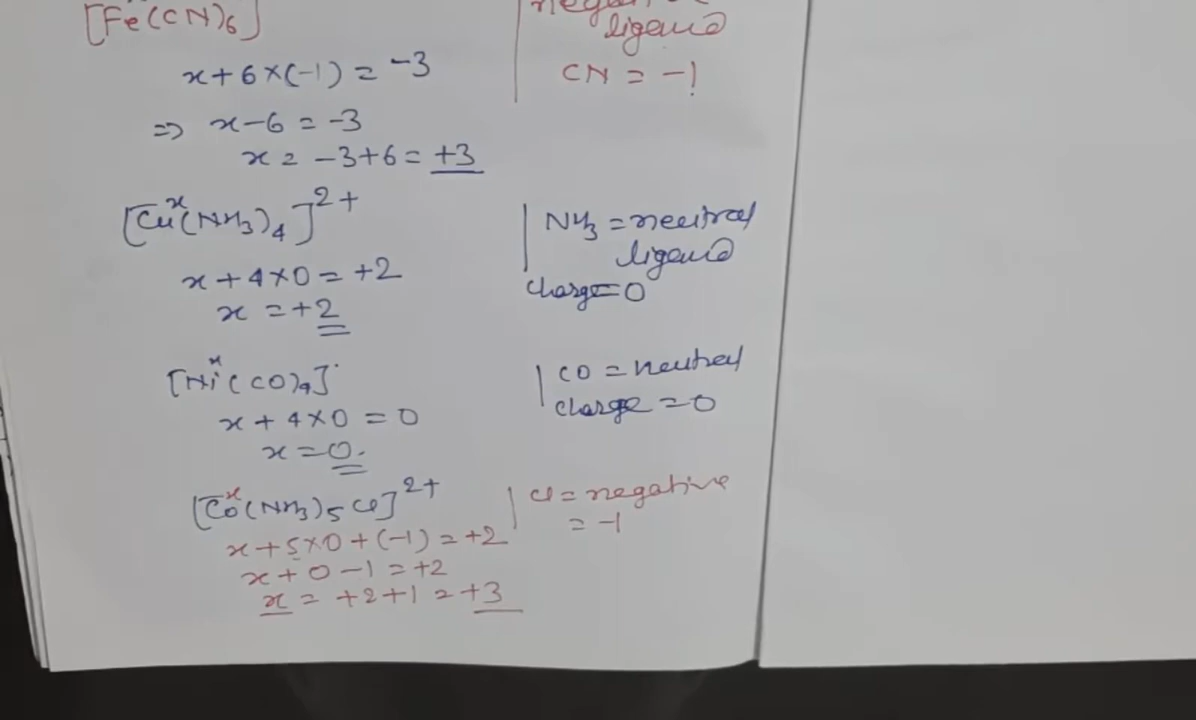 [Fe(CN)6]
ligand
CN = -1
x+6×(-1) = -3
=> x-6 = -3
x = -3+6 = +3
[Cu^x(NH3)4]^2+
NH3 = neutral
ligand
charge=0
x + 4×0 = +2
x = +2
[Ni^x(CO)4]
CO = neutral
charge = 0
x + 4×0 = 0
x = 0.
[Co^x(NH3)5 Cl]^2+
Cl = negative
= -1
x+5×0+(-1) = +2
x+0-1 = +2
x = +2+1 = +3